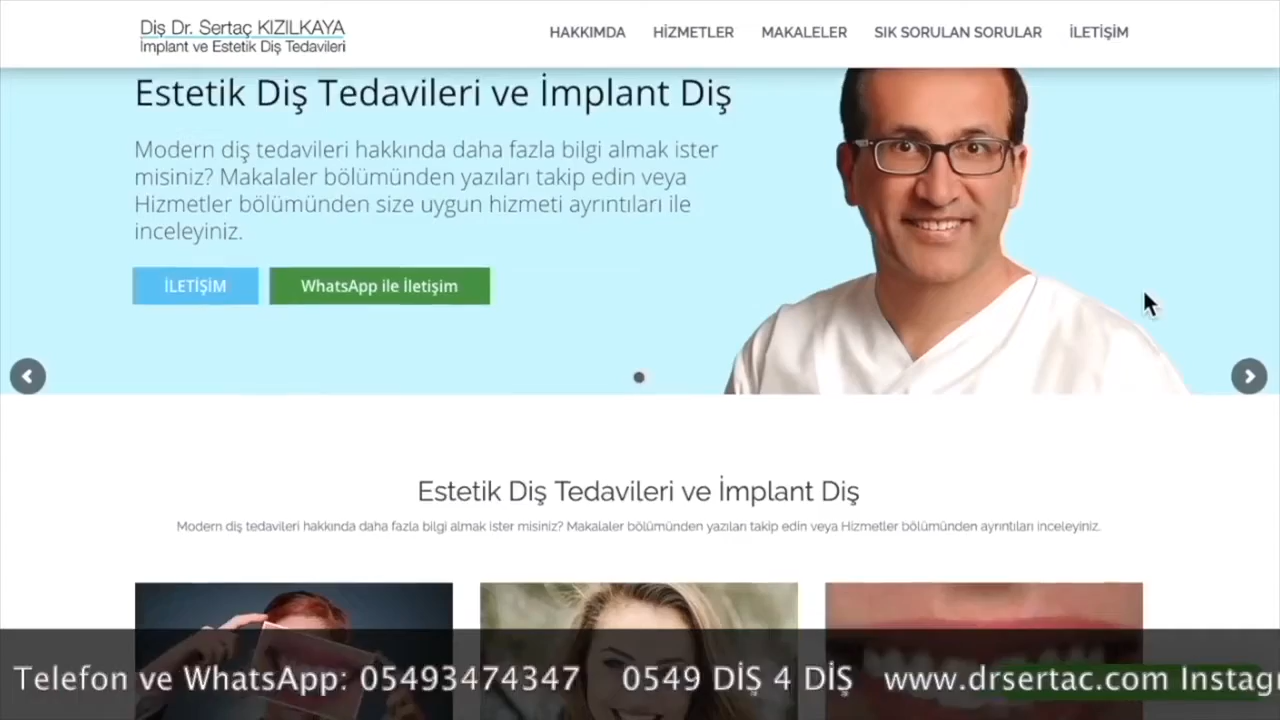 Diş Dr. Sertaç KIZILKAYA
İmplant ve Estetik Diş Tedavileri
HAKKIMDA HİZMETLER MAKALELER SIK SORULAN SORULAR İLETİŞİM
Estetik Diş Tedavileri ve İmplant Diş
Modern diş tedavileri hakkında daha fazla bilgi almak ister
misiniz? Makalaler bölümünden yazıları takip edin veya
Hizmetler bölümünden size uygun hizmeti ayrıntıları ile
inceleyiniz.
İLETİŞİM WhatsApp ile İletişim
Estetik Diş Tedavileri ve İmplant Diş
Modern diş tedavileri hakkında daha fazla bilgi almak ister misiniz? Makalaler bölümünden yazıları takip edin veya Hizmetler bölümünden ayrıntıları inceleyiniz.
Telefon ve WhatsApp: 05493474347 0549 DİŞ 4 DİŞ www.drsertac.com Instag